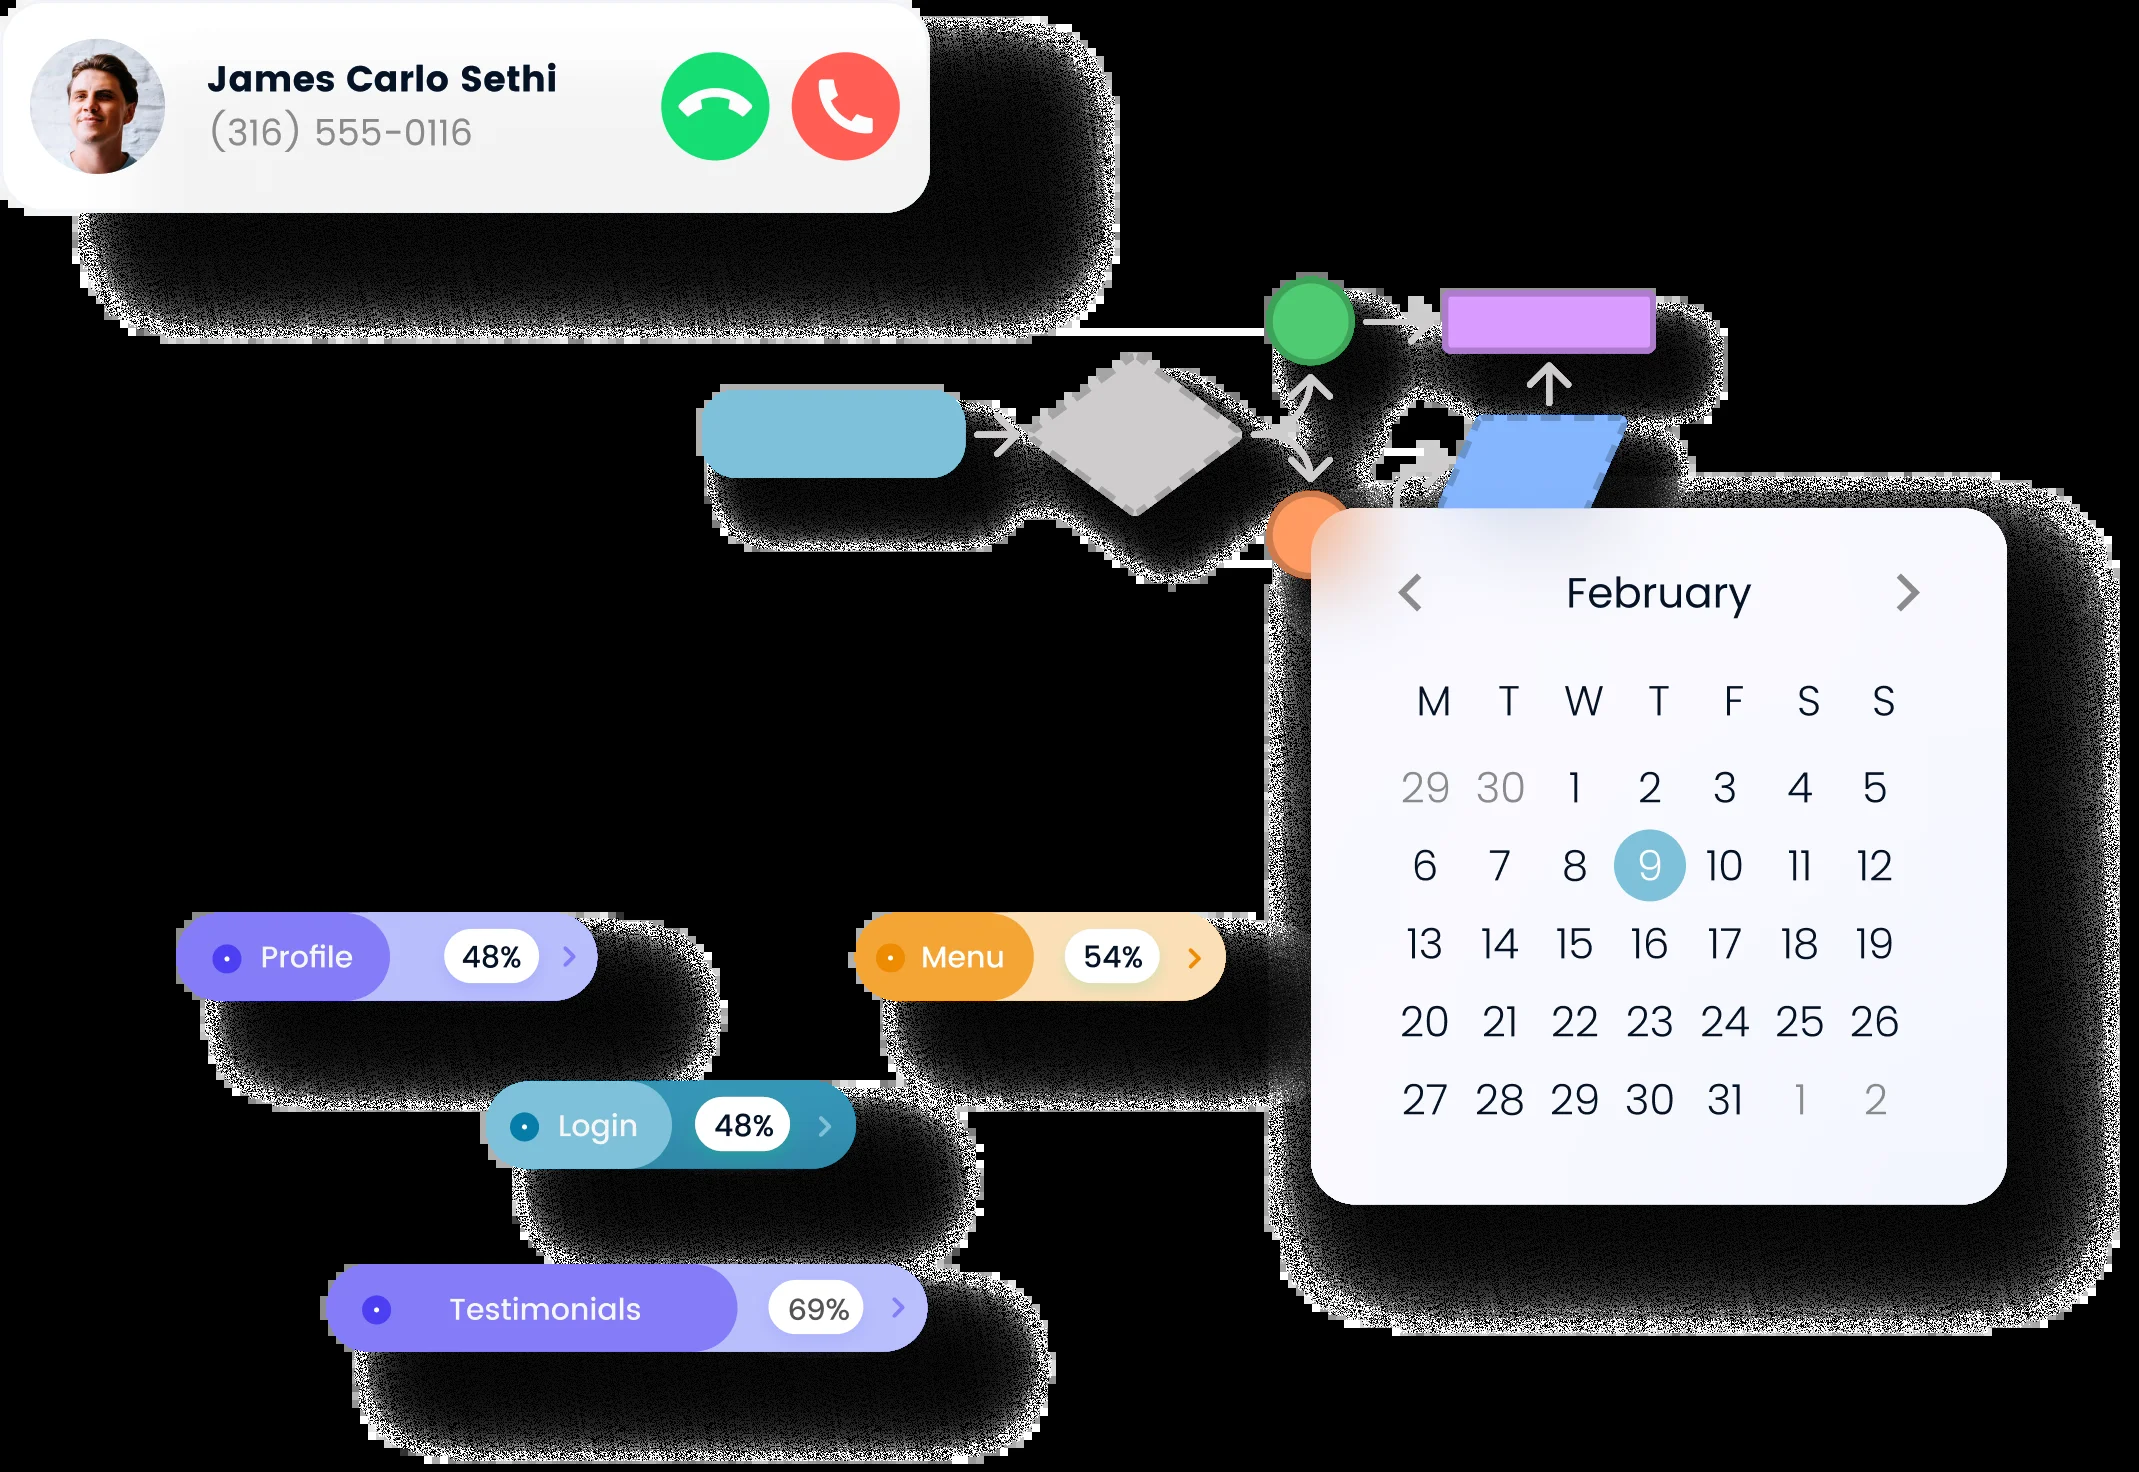 James Carlo Sethi
(316) 555-0116
February
M T W T F S S
29 30 1 2 3 4 5
6 7 8 9 10 11 12
13 14 15 16 17 18 19
20 21 22 23 24 25 26
27 28 29 30 31 1 2
Profile 48%
Menu 54%
Login 48%
Testimonials 69%